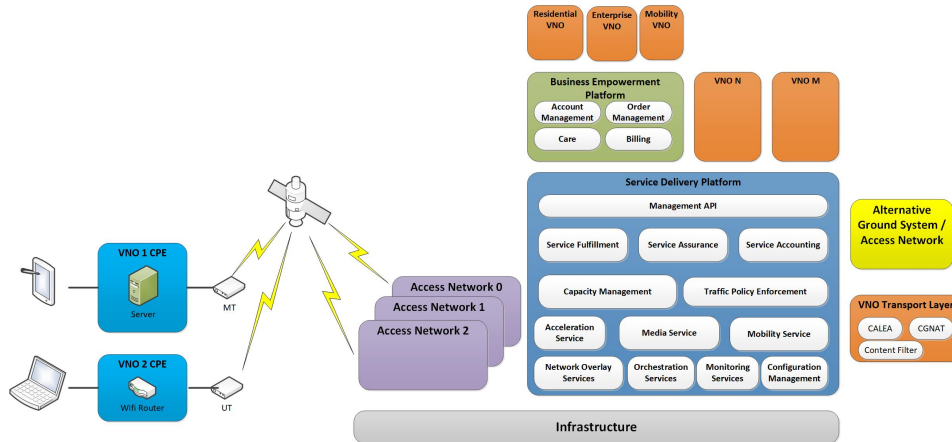 Residential
VNO
Enterprise
VNO
Mobility
VNO
Business Empowerment
Platform
Account
Management
Order
Management
Care
Billing
VNO N
VNO M
Service Delivery Platform
Management API
Service Fulfillment
Service Assurance
Service Accounting
Capacity Management
Traffic Policy Enforcement
Acceleration
Service
Media Service
Mobility Service
Network Overlay
Services
Orchestration
Services
Monitoring
Services
Configuration
Management
Alternative
Ground System /
Access Network
VNO Transport Layer
CALEA
CGNAT
Content Filter
VNO 1 CPE
Server
MT
VNO 2 CPE
Wifi Router
UT
Access Network 0
Access Network 1
Access Network 2
Infrastructure